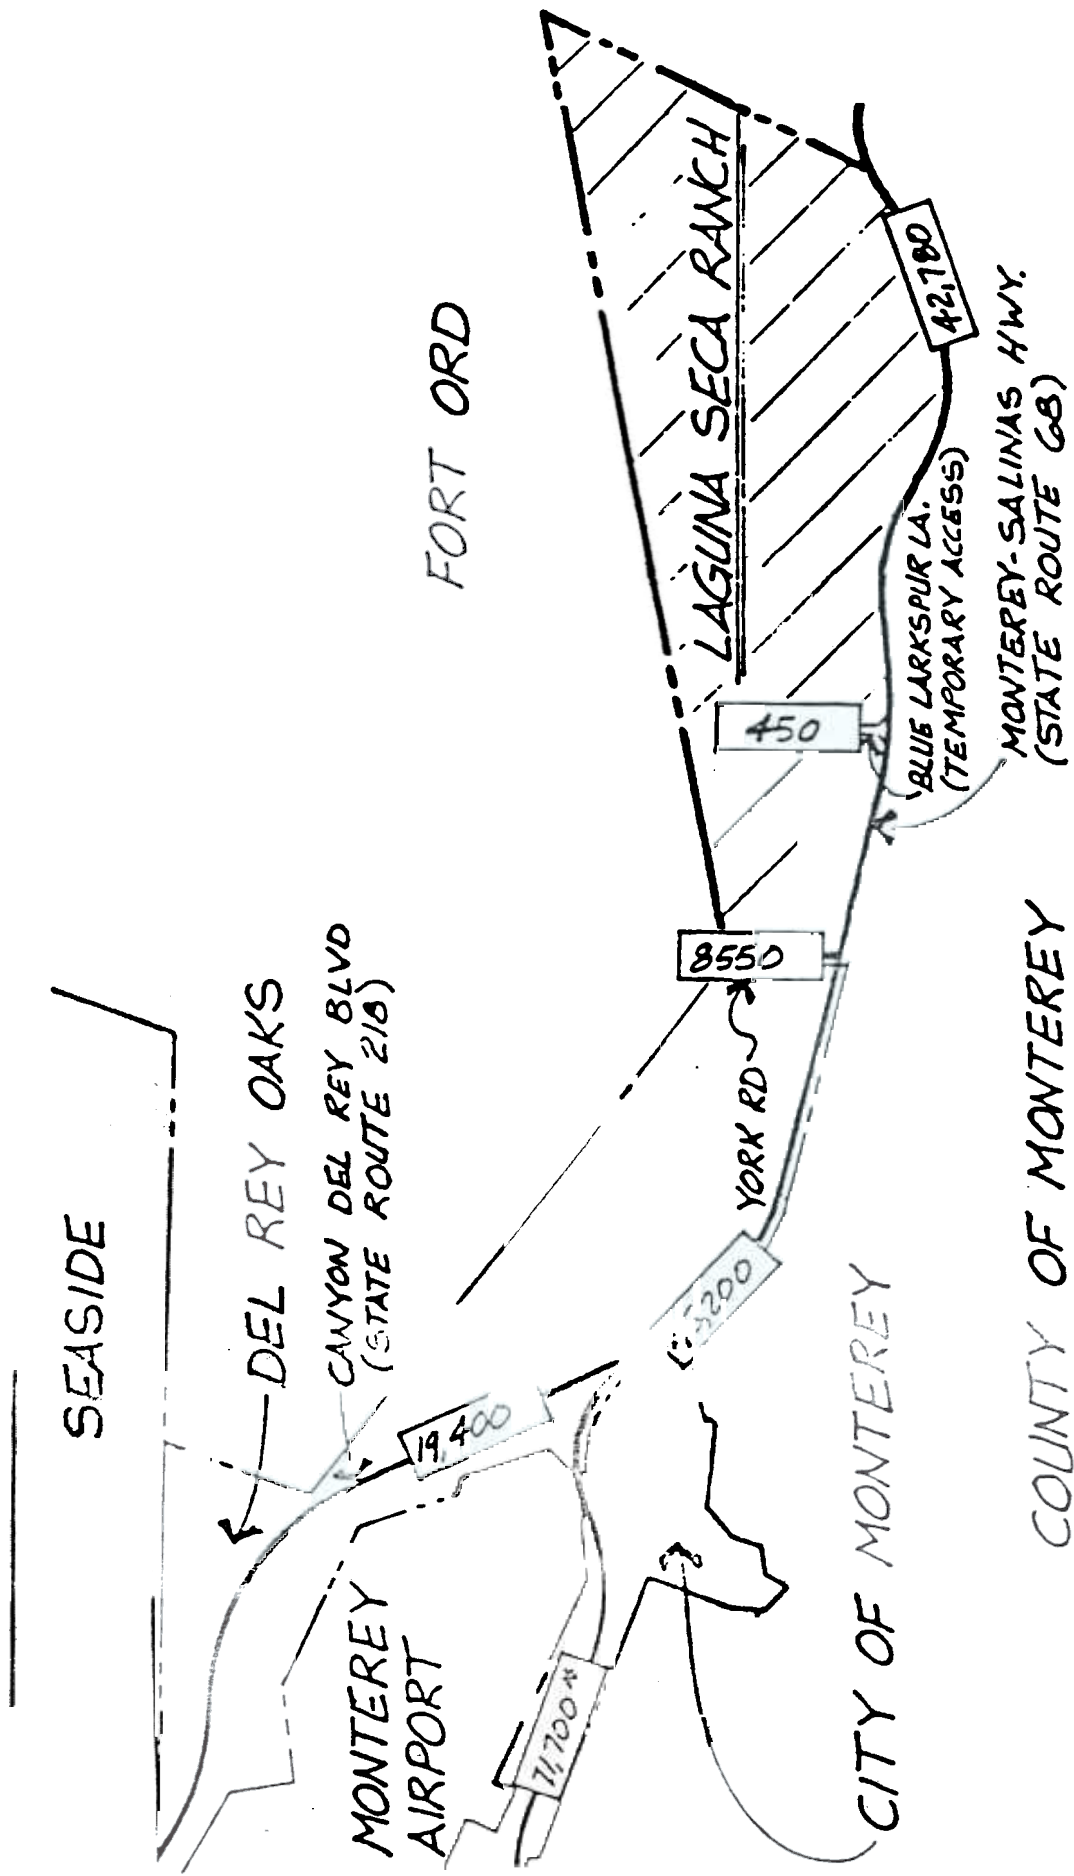 SEASIDE
DEL REY OAKS
CANYON DEL REY BLVD
(STATE ROUTE 218)
FORT ORD
MONTEREY
AIRPORT
19,400
8550
YORK RD
450
LAGUNA SECA RANCH
42,780
BLUE LARKSPUR LA.
(TEMPORARY ACCESS)
MONTEREY-SALINAS HWY.
(STATE ROUTE 68)
CITY OF MONTEREY
COUNTY OF MONTEREY